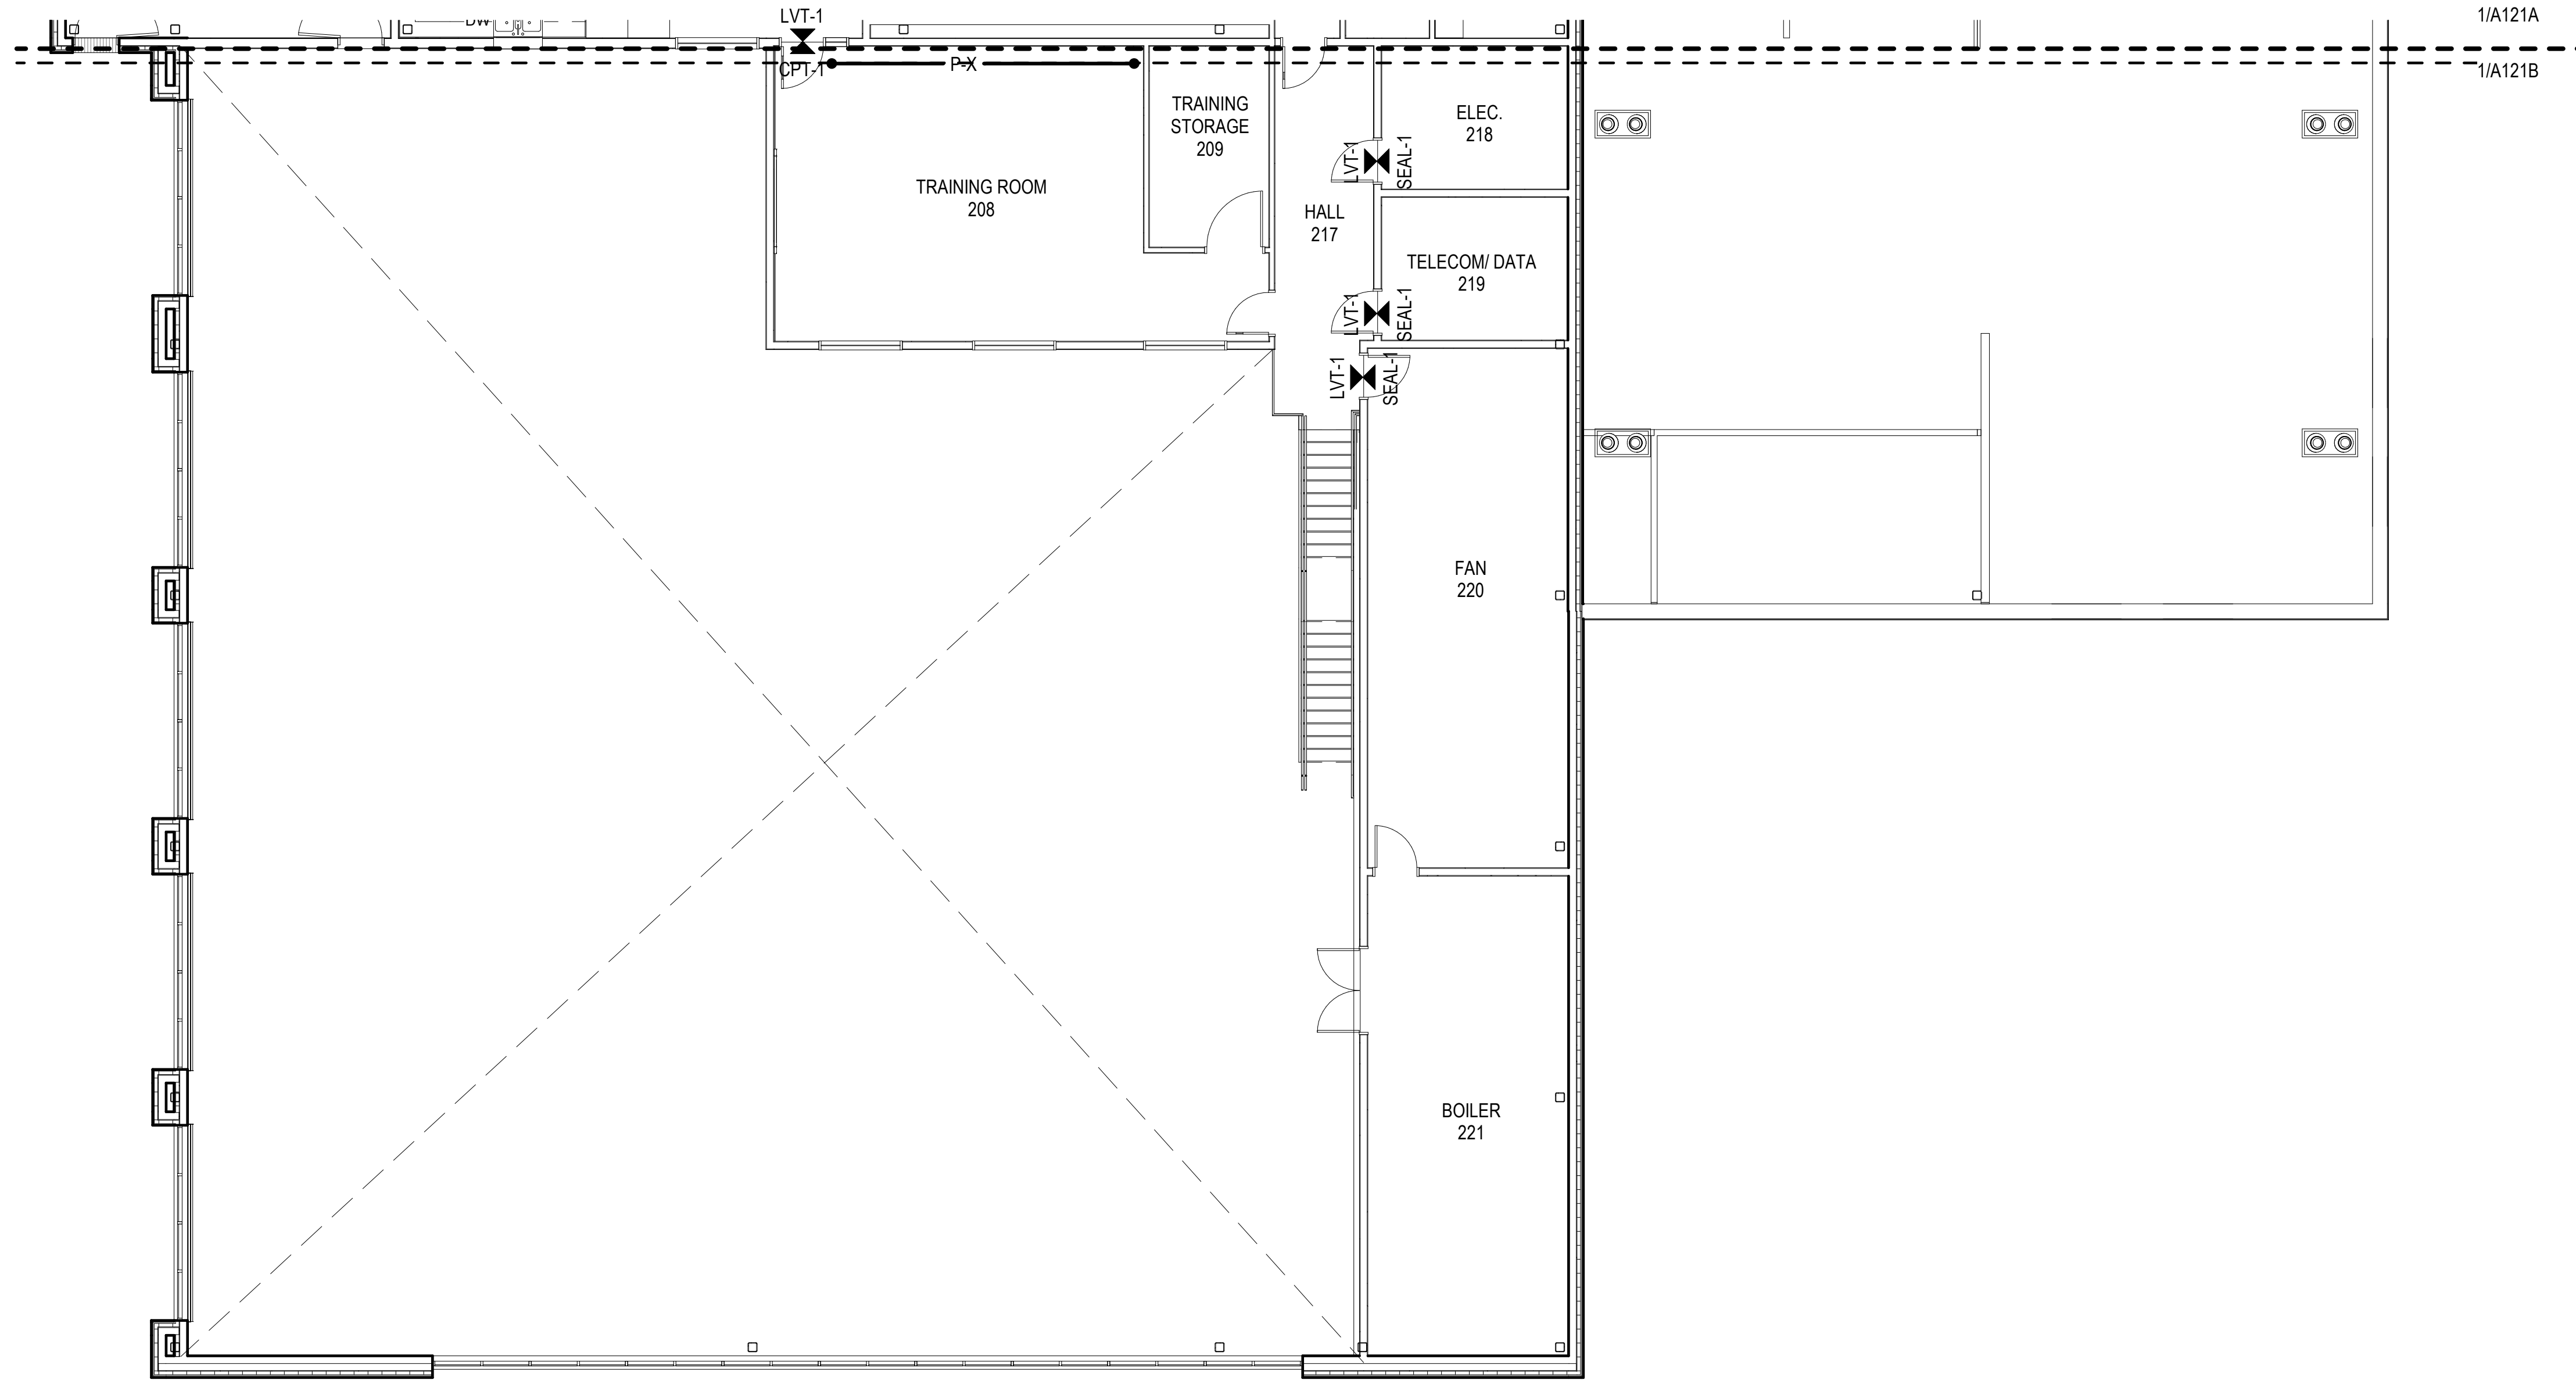 DW
LVT-1
1/A121A
CPT-1
P-X
1/A121B
TRAINING
STORAGE
209
ELEC.
218
LVT-1
SEAL-1
TRAINING ROOM
208
HALL
217
TELECOM/ DATA
219
LVT-1
SEAL-1
LVT-1
SEAL-1
FAN
220
BOILER
221